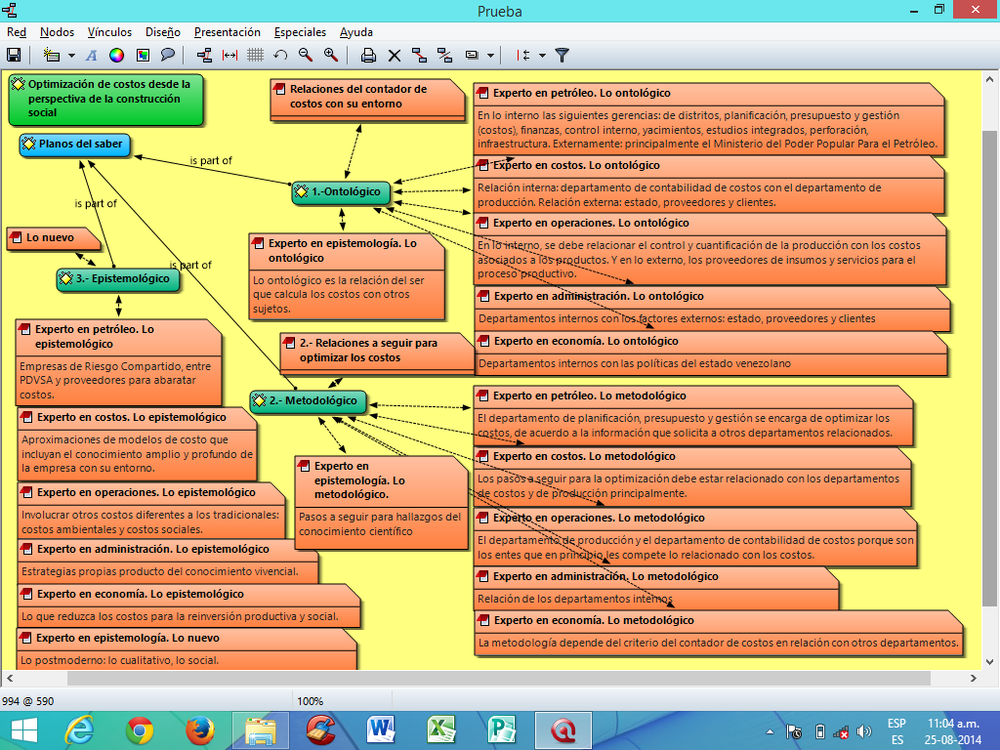 Prueba
Red Nodos Vínculos Diseño Presentación Especiales Ayuda
Optimización de costos desde la
perspectiva de la construcción
social
Planos del saber
is part of
is part of
is part of
Relaciones del contador de
costos con su entorno
1.-Ontológico
Experto en epistemología. Lo
ontológico
Lo ontológico es la relación del ser
que calcula los costos con otros
sujetos.
Experto en petróleo. Lo ontológico
En lo interno las siguientes gerencias: de distritos, planificación, presupuesto y gestión
(costos), finanzas, control interno, yacimientos, estudios integrados, perforación,
infraestructura. Externamente: principalmente el Ministerio del Poder Popular Para el Petróleo.
Experto en costos. Lo ontológico
Relación interna: departamento de contabilidad de costos con el departamento de
producción. Relación externa: estado, proveedores y clientes.
Experto en operaciones. Lo ontológico
En lo interno, se debe relacionar el control y cuantificación de la producción con los costos
asociados a los productos. Y en lo externo, los proveedores de insumos y servicios para el
proceso productivo.
Experto en administración. Lo ontológico
Departamentos internos con los factores externos: estado, proveedores y clientes
Experto en economía. Lo ontológico
Departamentos internos con las políticas del estado venezolano
Lo nuevo
3.- Epistemológico
Experto en petróleo. Lo
epistemológico
Empresas de Riesgo Compartido, entre
PDVSA y proveedores para abaratar
costos.
Experto en costos. Lo epistemológico
Aproximaciones de modelos de costo que
incluyan el conocimiento amplio y profundo de
la empresa con su entorno.
Experto en operaciones. Lo epistemológico
Involucrar otros costos diferentes a los tradicionales:
costos ambientales y costos sociales.
Experto en administración. Lo epistemológico
Estrategias propias producto del conocimiento vivencial.
Experto en economía. Lo epistemológico
Lo que reduzca los costos para la reinversión productiva y social.
Experto en epistemología. Lo nuevo
Lo postmoderno: lo cualitativo, lo social.
2.- Relaciones a seguir para
optimizar los costos
2.- Metodológico
Experto en
epistemología. Lo
metodológico.
Pasos a seguir para hallazgos del
conocimiento científico
Experto en petróleo. Lo metodológico
El departamento de planificación, presupuesto y gestión se encarga de optimizar los
costos, de acuerdo a la información que solicita a otros departamentos relacionados.
Experto en costos. Lo metodológico
Los pasos a seguir para la optimización debe estar relacionado con los departamentos
de costos y de producción principalmente.
Experto en operaciones. Lo metodológico
El departamento de producción y el departamento de contabilidad de costos porque son
los entes que en principio les compete lo relacionado con los costos.
Experto en administración. Lo metodológico
Relación de los departamentos internos
Experto en economía. Lo metodológico
La metodología depende del criterio del contador de costos en relación con otros departamentos.
994 @ 590
100%
ESP
ES
11:04 a.m.
25-08-2014